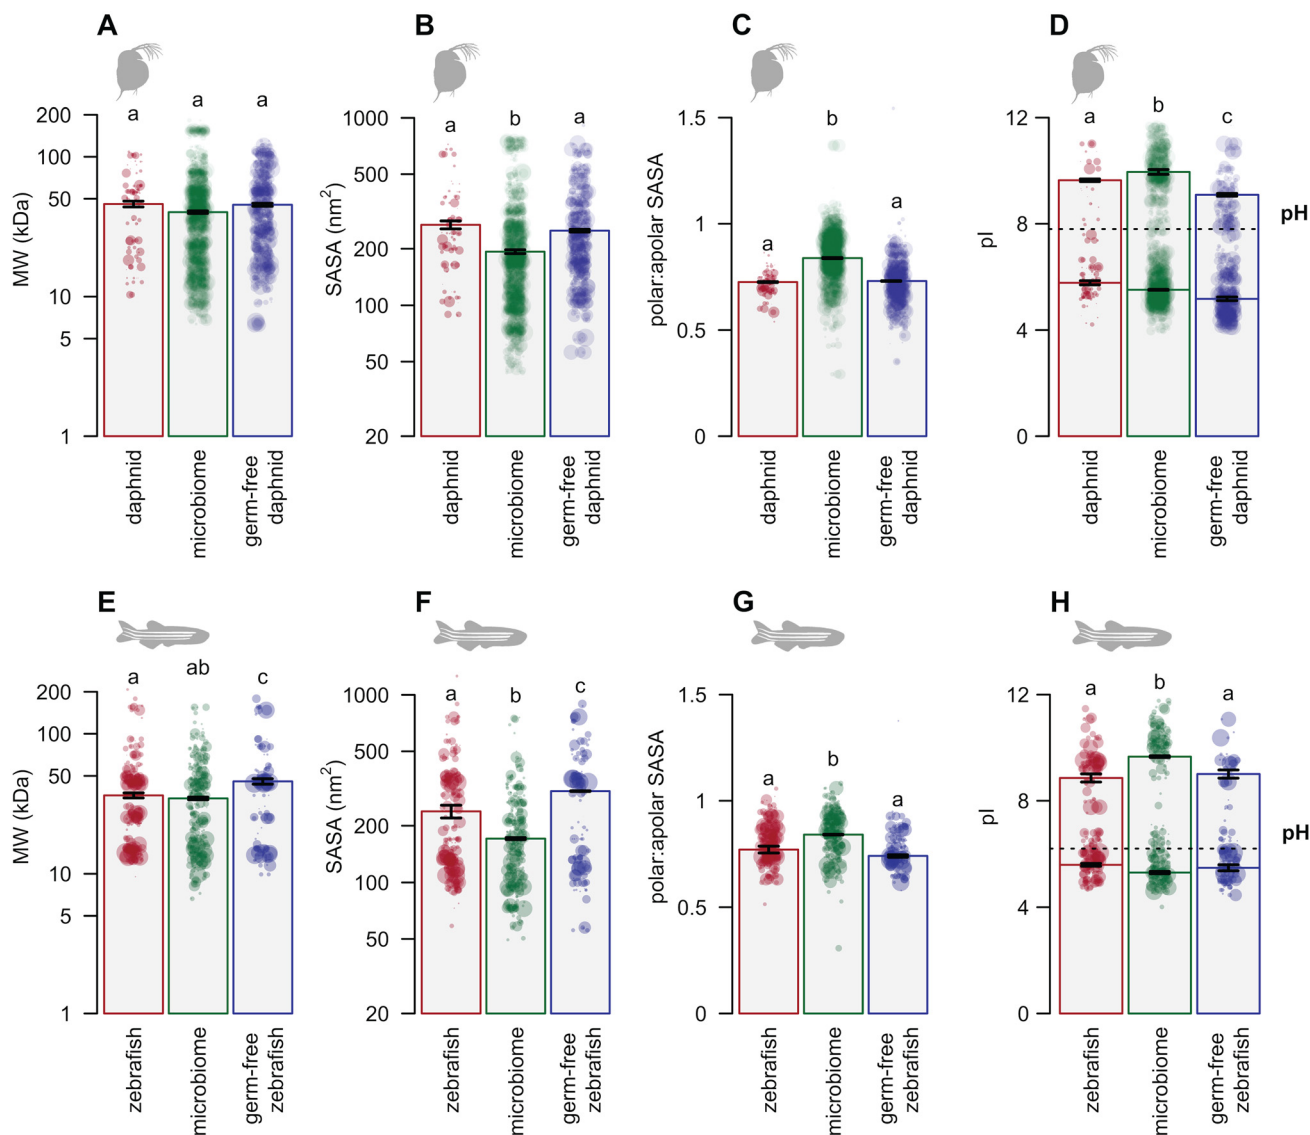 A
MW (kDa)
200
100
50
10
5
1
a
a
a
daphnid
microbiome
germ-free
daphnid
B
SASA (nm2)
1000
500
200
100
50
20
a
b
a
daphnid
microbiome
germ-free
daphnid
C
polar:apolar SASA
1.5
1
0.5
0
a
b
a
daphnid
microbiome
germ-free
daphnid
D
pI
12
8
4
0
a
b
c
pH
daphnid
microbiome
germ-free
daphnid
E
MW (kDa)
200
100
50
10
5
1
a
ab
c
zebrafish
microbiome
germ-free
zebrafish
F
SASA (nm2)
1000
500
200
100
50
20
a
b
c
zebrafish
microbiome
germ-free
zebrafish
G
polar:apolar SASA
1.5
1
0.5
0
a
b
a
zebrafish
microbiome
germ-free
zebrafish
H
pI
12
8
4
0
a
b
a
pH
zebrafish
microbiome
germ-free
zebrafish